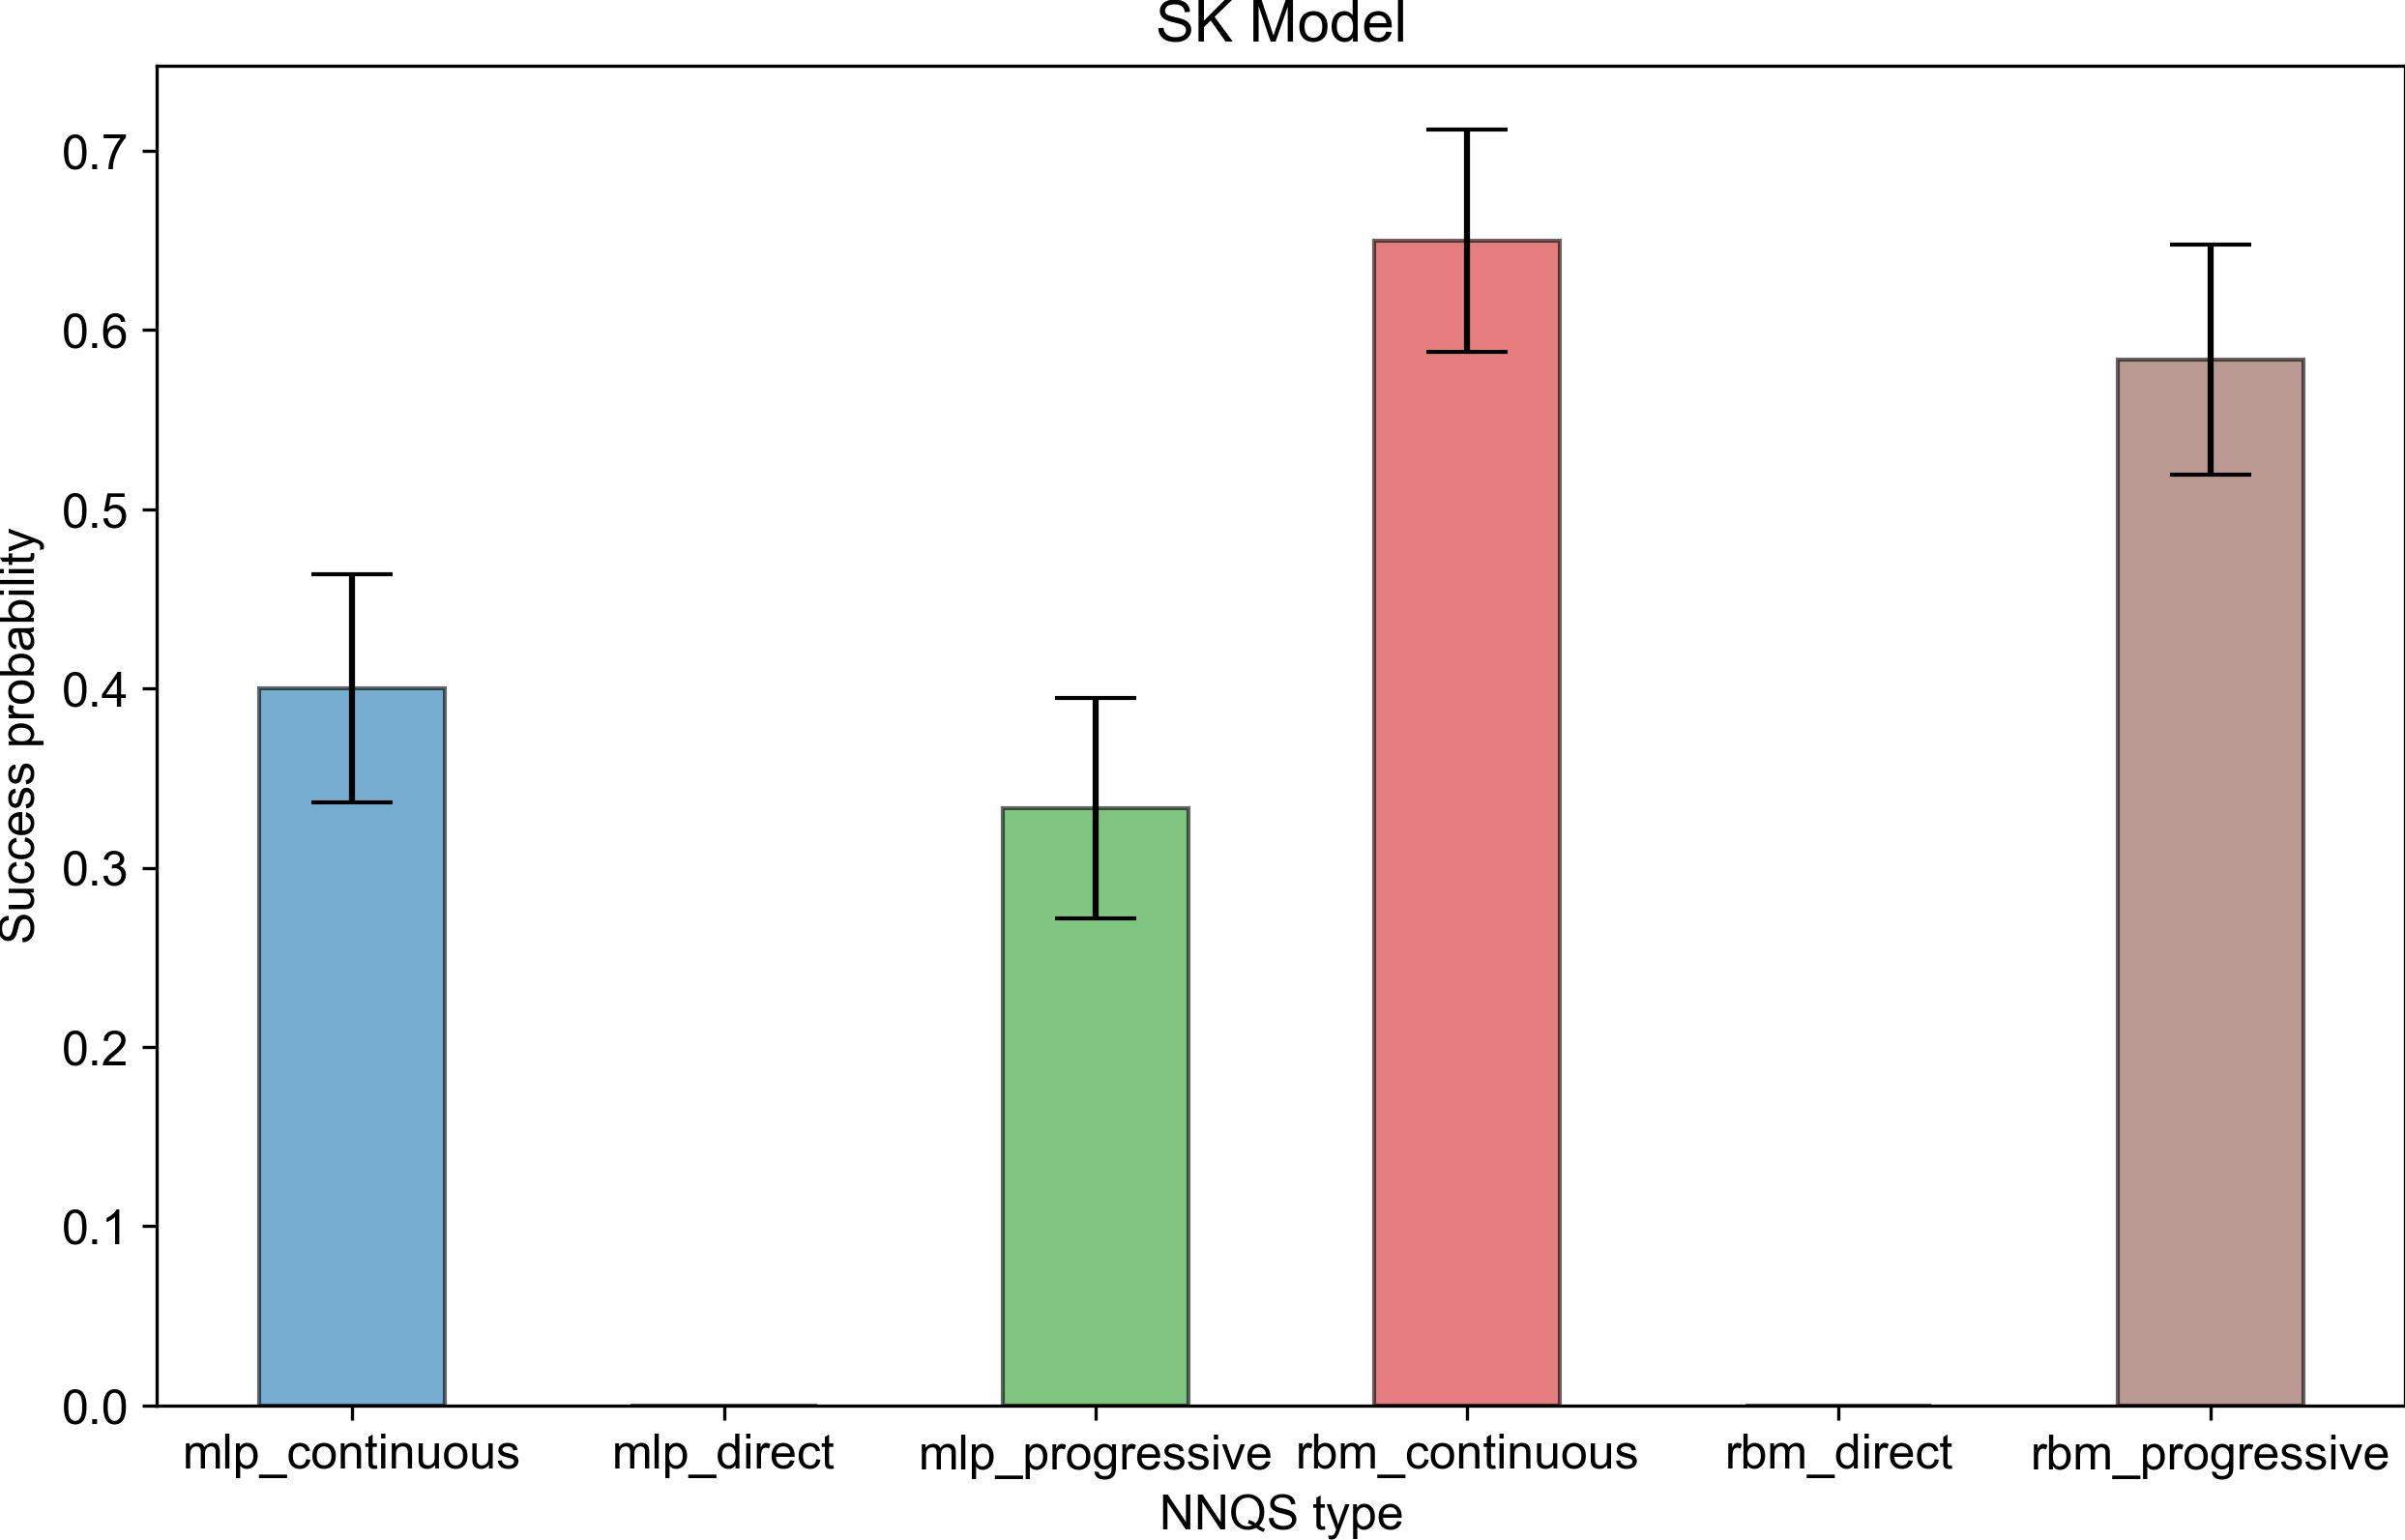 SK Model
Success probability
0.7
0.6
0.5
0.4
0.3
0.2
0.1
0.0
mlp_continuous mlp_direct mlp_progressive rbm_continuous rbm_direct rbm_progressive
NNQS type